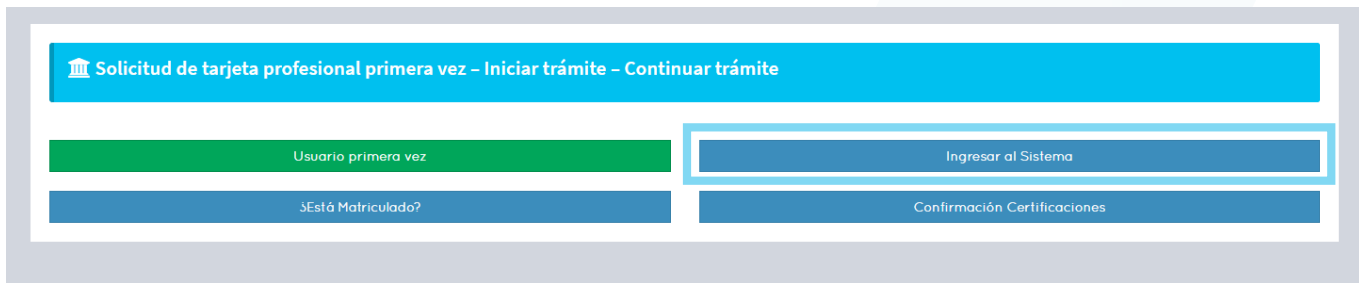 Solicitud de tarjeta profesional primera vez – Iniciar trámite – Continuar trámite
Usuario primera vez
Ingresar al Sistema
¿Está Matriculado?
Confirmación Certificaciones